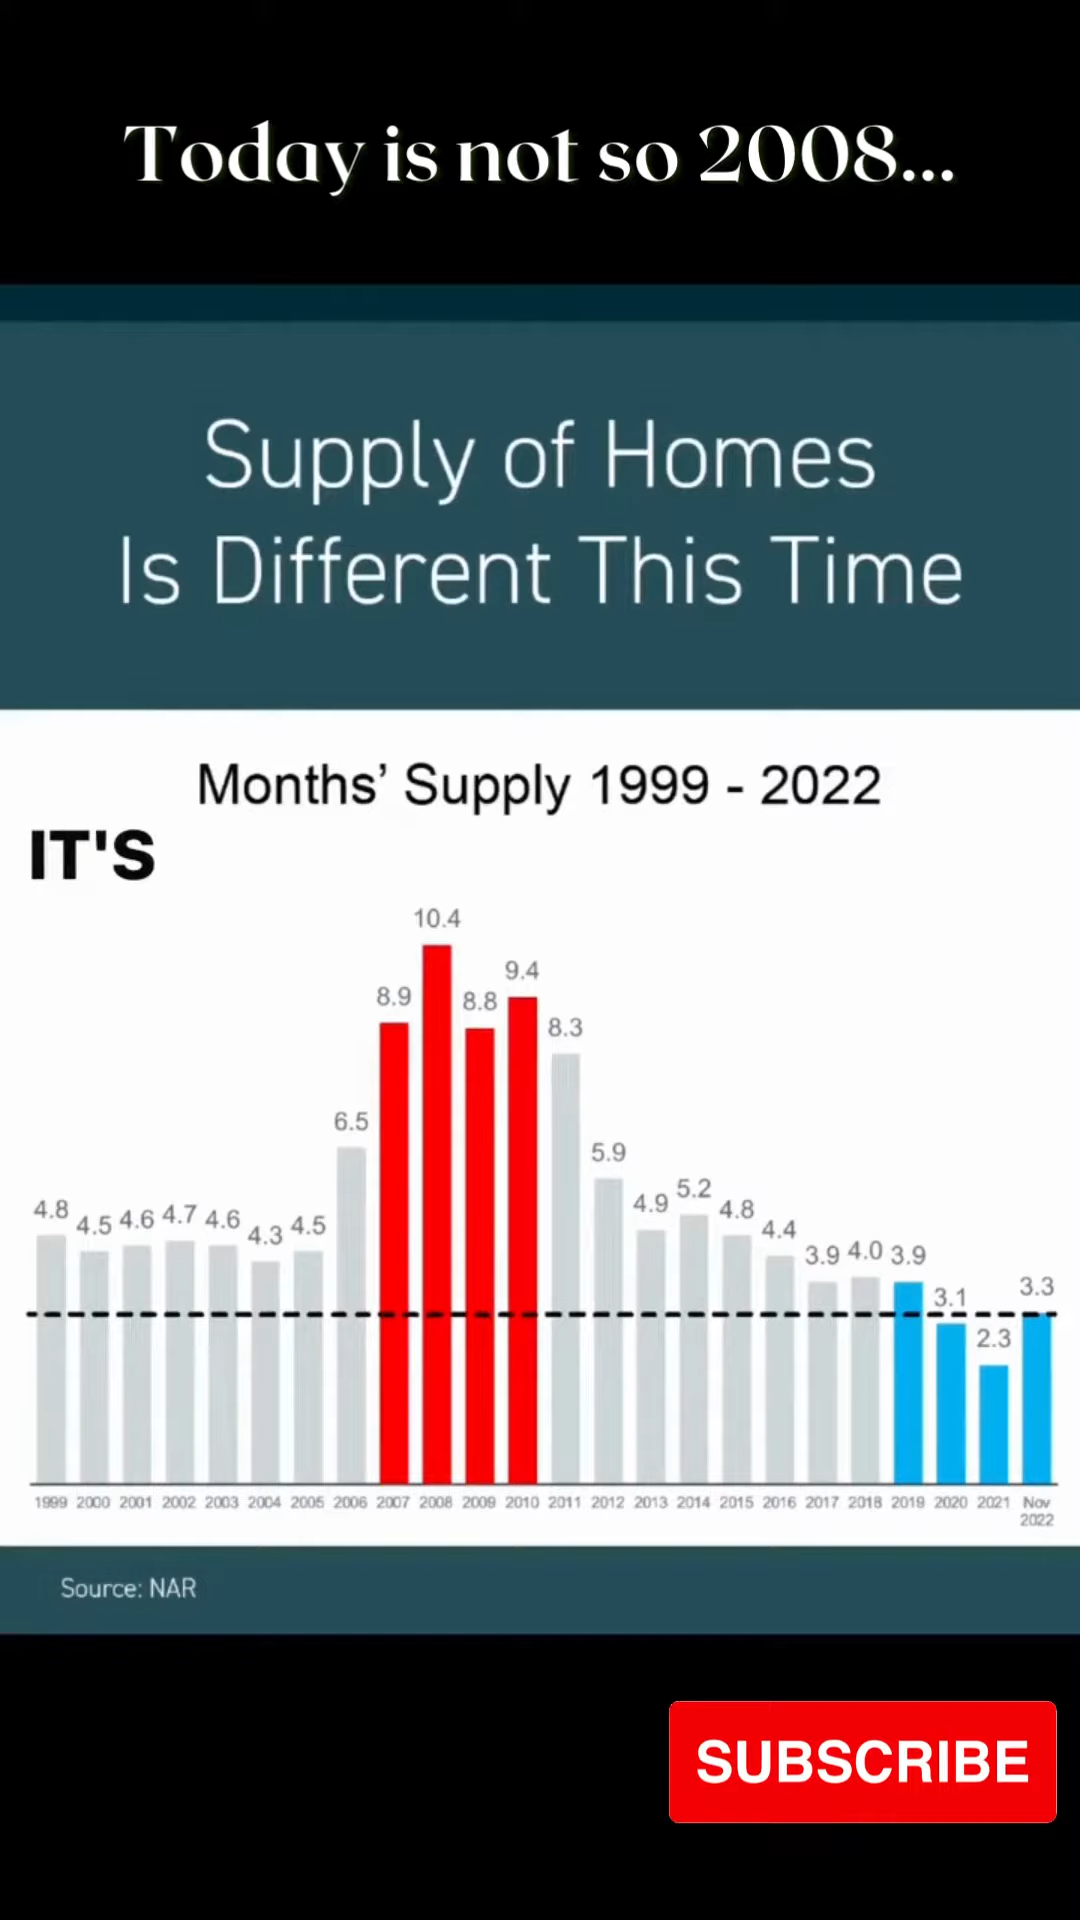 Today is not so 2008...
Supply of Homes
Is Different This Time
Months' Supply 1999 - 2022
IT'S
10.4
9.4
8.9
8.8
8.3
6.5
5.9
4.8 4.5 4.6 4.7 4.6 4.3 4.5
4.9 5.2 4.8 4.4 3.9 4.0 3.9
3.1
2.3
3.3
1999 2000 2001 2002 2003 2004 2005 2006 2007 2008 2009 2010 2011 2012 2013 2014 2015 2016 2017 2018 2019 2020 2021 Nov
2022
Source: NAR
SUBSCRIBE